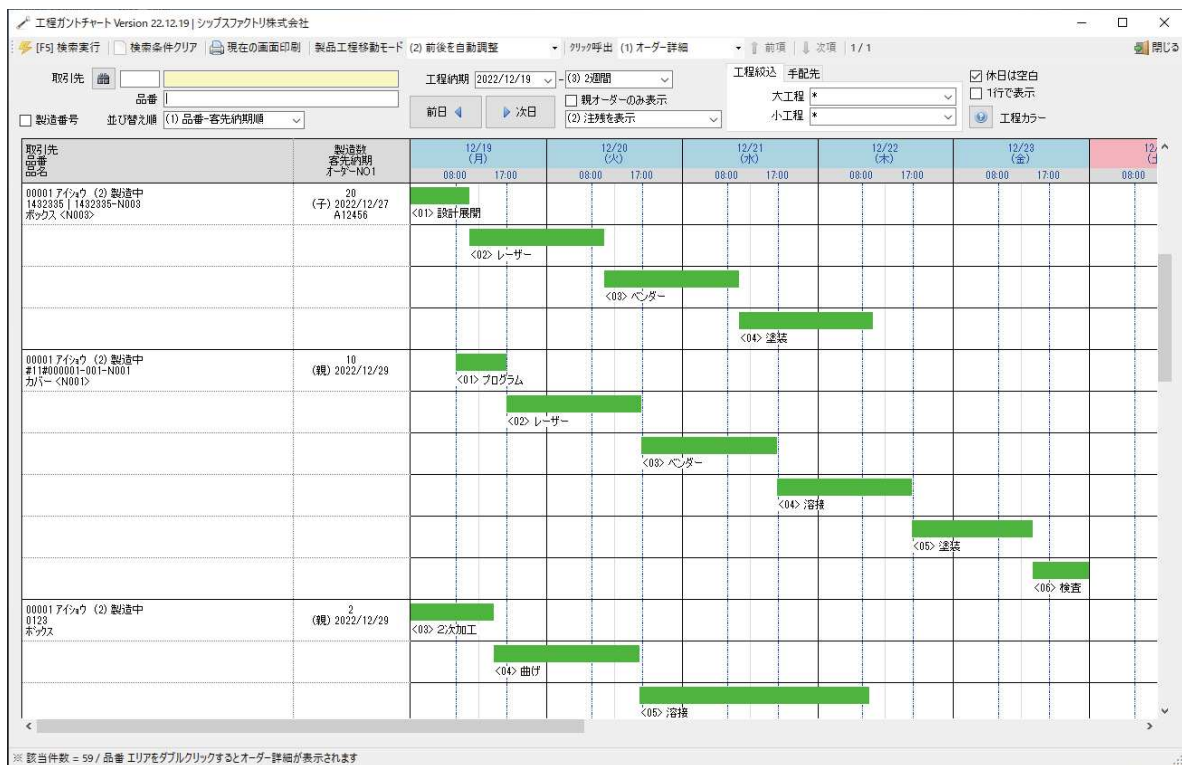 工程ガントチャート Version 22.12.19 | シップスファクトリ株式会社
[F5] 検索実行 検索条件クリア 現在の画面印刷 製品工程移動モード (2) 前後を自動調整 クリック呼出 (1) オーダー詳細 前項 次項 1/1 閉じる
取引先 工程納期 2022/12/19 - (3) 2週間 工程絞込 手配先 休日は空白
品番 親オーダーのみ表示 大工程 * 1行で表示
製造番号 並び替え順 (1) 品番-客先納期順 前日 次日 (2) 注残を表示 小工程 * 工程カラー
取引先 製造数 12/19 12/20 12/21 12/22 12/23 12/
品番 客先納期 (月) (火) (水) (木) (金) (土
品名 オーダーNO1 08:00 17:00 08:00 17:00 08:00 17:00 08:00 17:00 08:00 17:00 08:00
00001 アイショウ (2) 製造中 20
1432335 | 1432335-N003 (子) 2022/12/27
ボックス <N003> A12456 <01> 設計展開
<02> レーザー
<03> ベンダー
<04> 塗装
00001 アイショウ (2) 製造中 10
#11#000001-001-N001 (親) 2022/12/29
カバー <N001> <01> プログラム
<02> レーザー
<03> ベンダー
<04> 溶接
<05> 塗装
<06> 検査
00001 アイショウ (2) 製造中 2
0123 (親) 2022/12/29
ボックス <03> 2次加工
<04> 曲げ
<05> 溶接
※ 該当件数 = 59 / 品番 エリアをダブルクリックするとオーダー詳細が表示されます